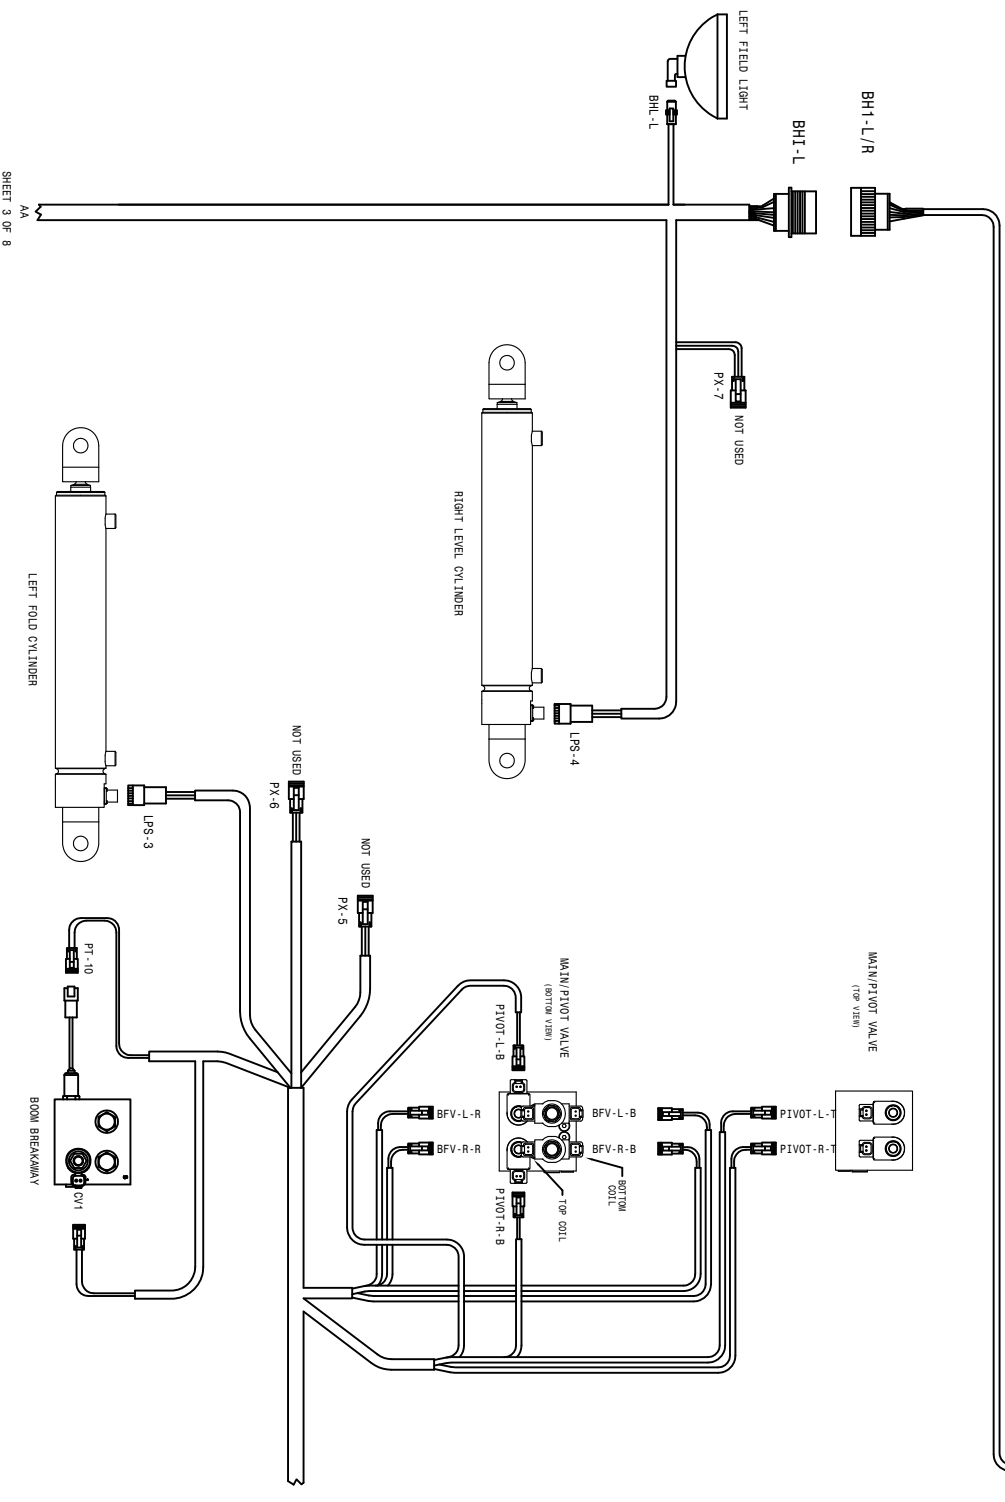 LEFT FIELD LIGHT
BHL-L
BHI-L
BH1-L/R
AA
SHEET 3 OF 8
PX-7
NOT USED
RIGHT LEVEL CYLINDER
LPS-4
LEFT FOLD CYLINDER
LPS-3
NOT USED
PX-6
NOT USED
PX-5
PT-10
BOOM BREAKAWAY
CV1
MAIN/PIVOT VALVE
(BOTTOM VIEW)
PIVOT-L-B
BFV-L-R
BFV-R-R
BFV-L-B
BFV-R-B
PIVOT-R-B
TOP COIL
BOTTOM
COIL
MAIN/PIVOT VALVE
(TOP VIEW)
PIVOT-L-T
PIVOT-R-T